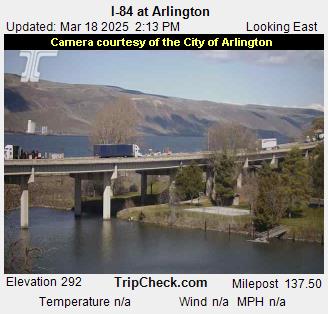 I-84 at Arlington
Updated: Mar 18 2025 2:13 PM Looking East
Camera courtesy of the City of Arlington
Elevation 292 TripCheck.com Milepost 137.50
Temperature n/a Wind n/a MPH n/a